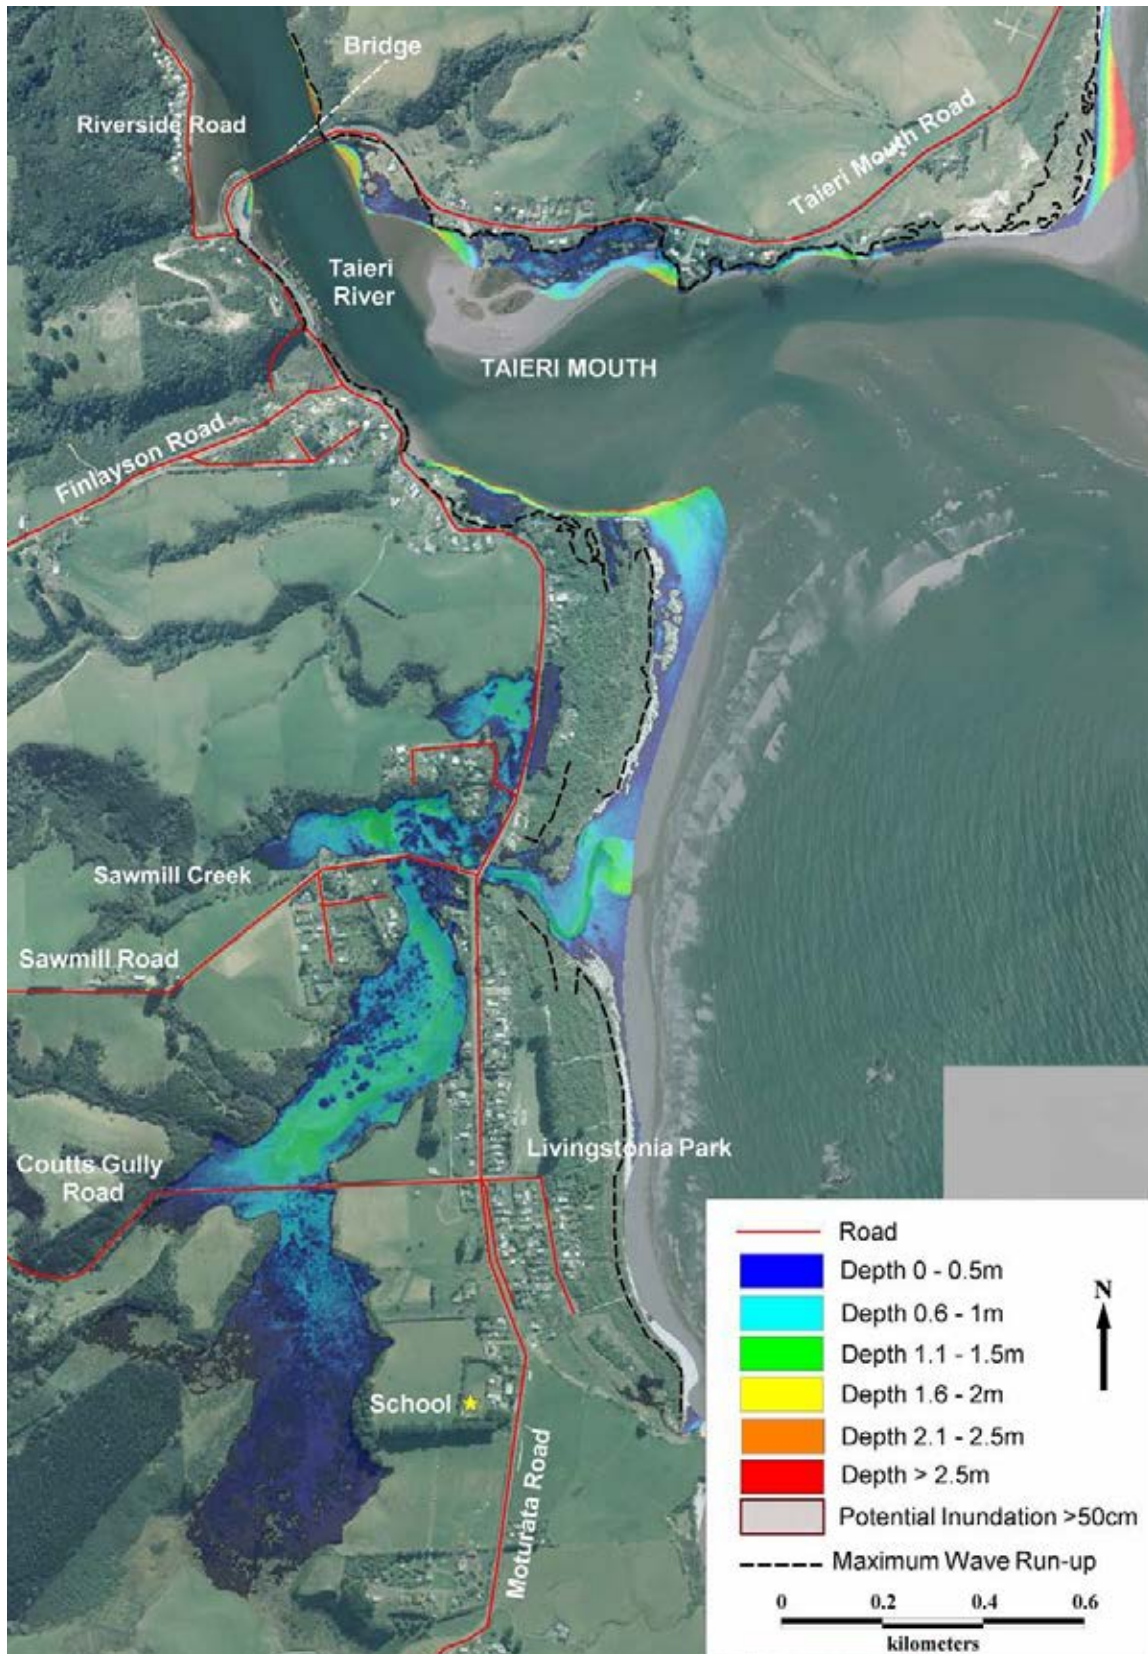 Bridge
Riverside Road
Taieri Mouth Road
Taieri
River
TAIERI MOUTH
Finlayson Road
Sawmill Creek
Sawmill Road
Livingstonia Park
Coutts Gully
Road
School
Moturata Road
Road
Depth 0 - 0.5m
Depth 0.6 - 1m
Depth 1.1 - 1.5m
Depth 1.6 - 2m
Depth 2.1 - 2.5m
Depth > 2.5m
Potential Inundation >50cm
Maximum Wave Run-up
N
0 0.2 0.4 0.6
kilometers